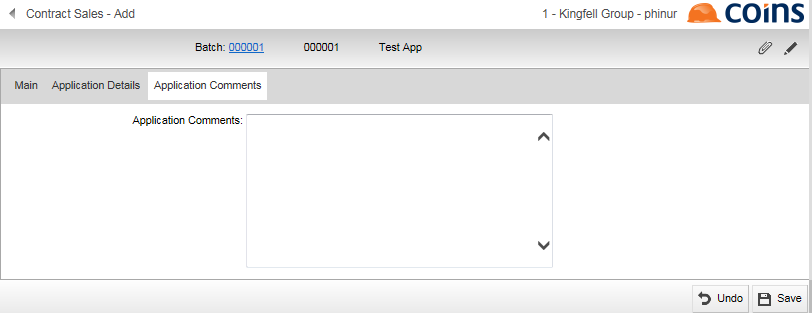 Contract Sales - Add
1 - Kingfell Group - phinur
coins
Batch: 000001 000001 Test App
Main Application Details Application Comments
Application Comments:
Undo Save